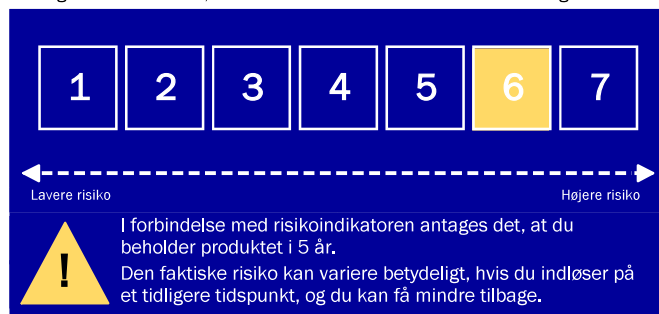 1 2 3 4 5 6 7
Lavere risiko Højere risiko
! I forbindelse med risikoindikatoren antages det, at du
beholder produktet i 5 år.
Den faktiske risiko kan variere betydeligt, hvis du indløser på
et tidligere tidspunkt, og du kan få mindre tilbage.